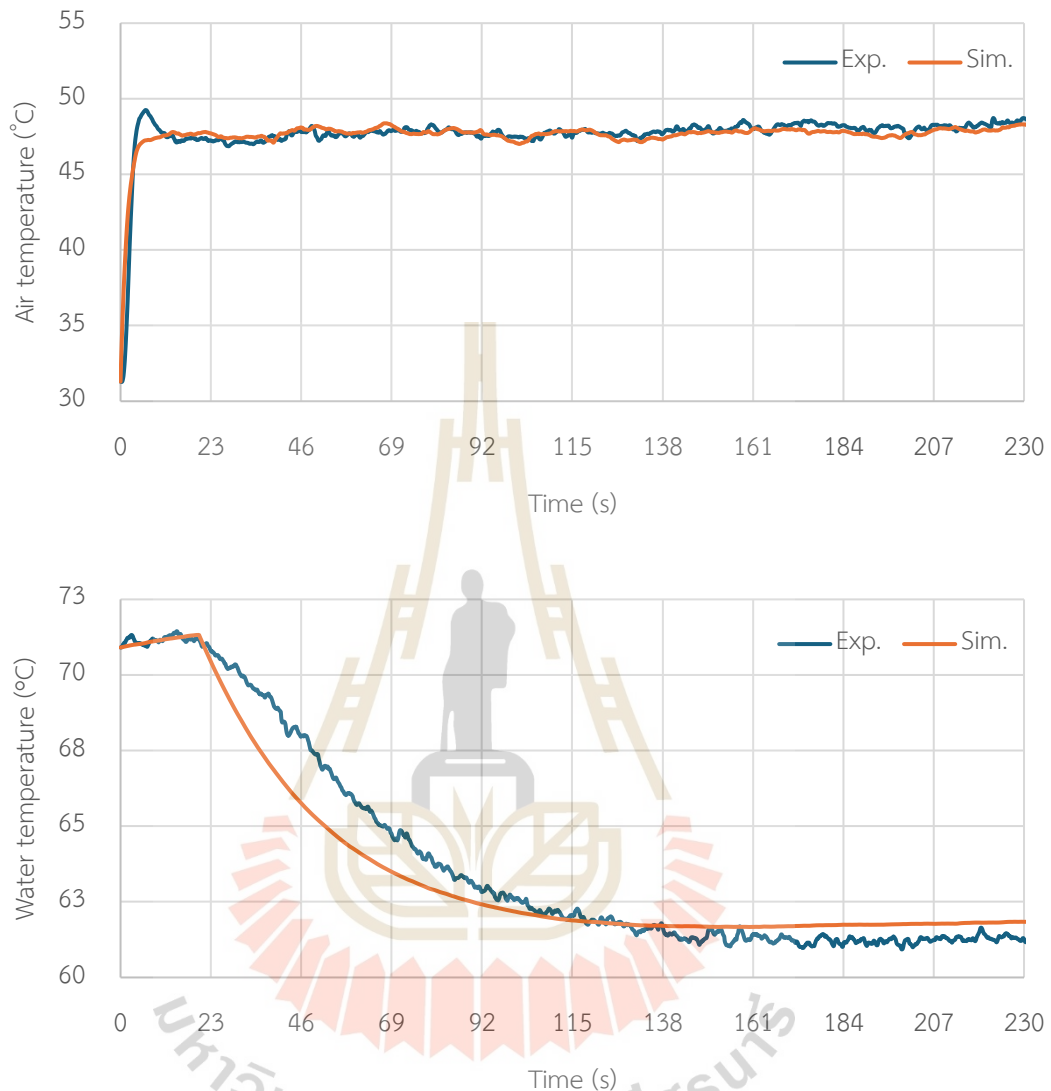 55
50
45
40
35
30
Air temperature (°C)
Exp. Sim.
0 23 46 69 92 115 138 161 184 207 230
Time (s)
73
70
68
65
63
60
Water temperature (°C)
Exp. Sim.
0 23 46 69 92 115 138 161 184 207 230
Time (s)